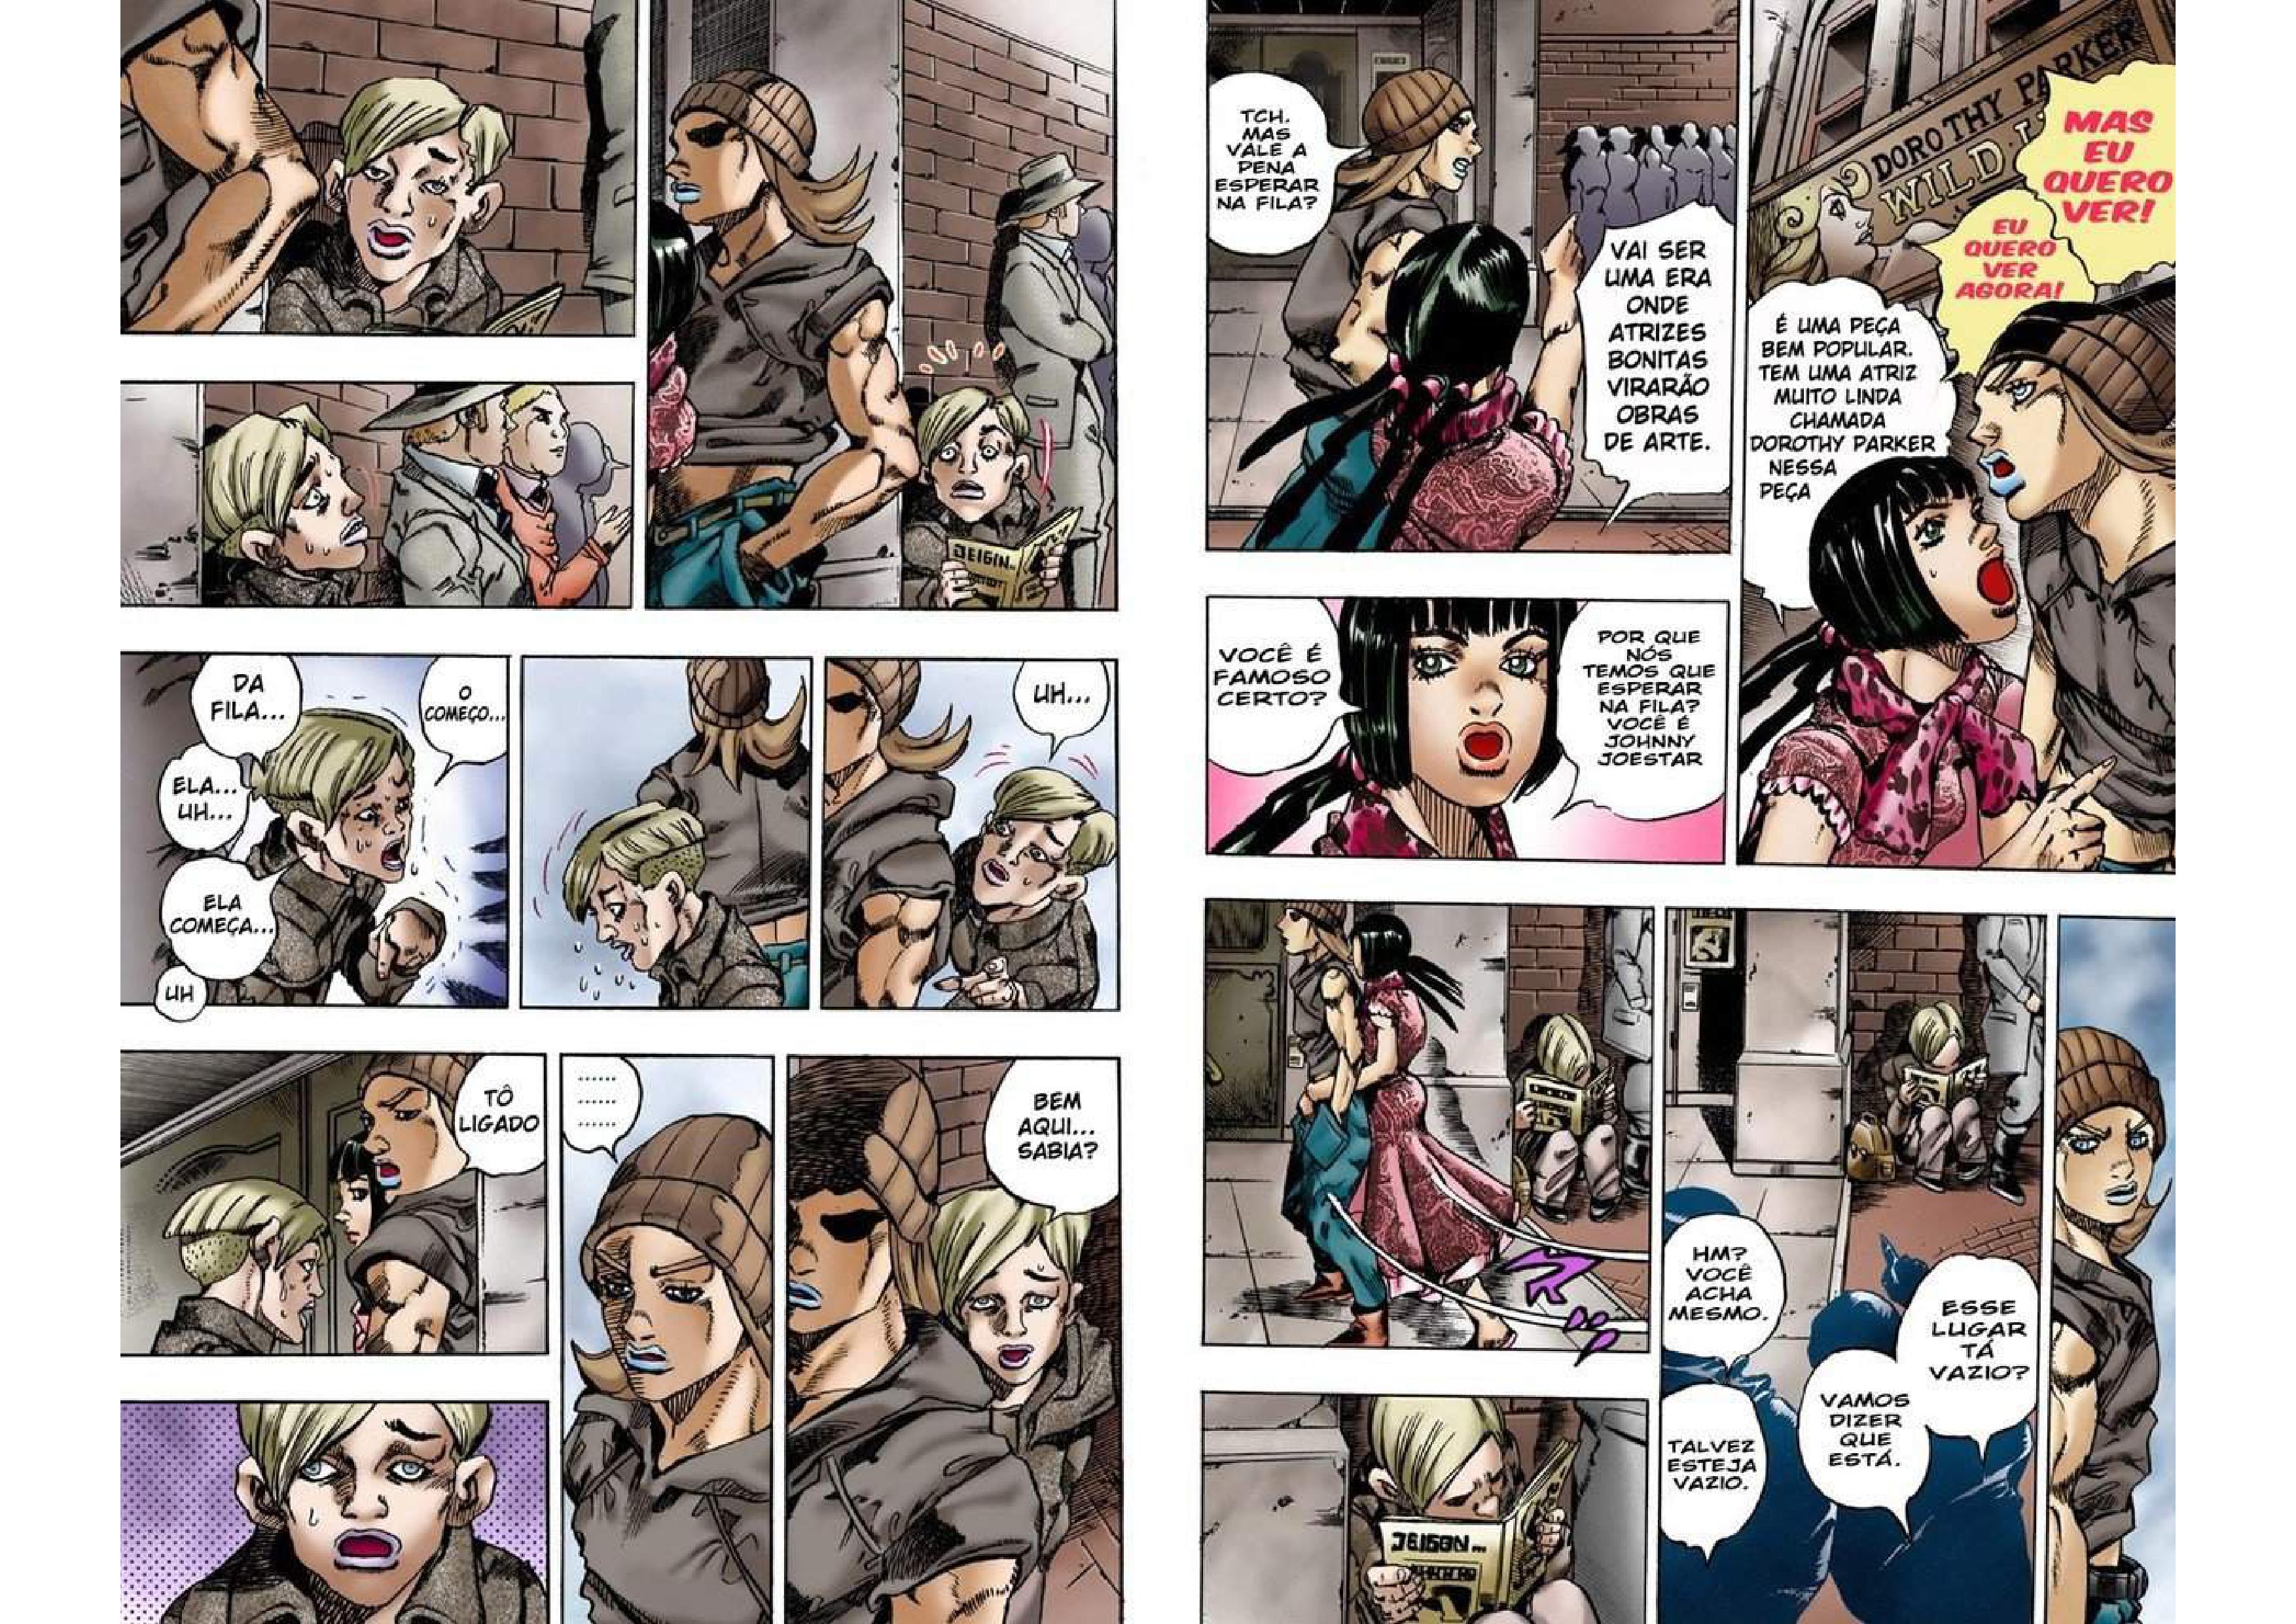 DOROTHY PARKER
WILD
MAS
EU
QUERO
VER!
EU
QUERO
VER
AGORA!
É UMA PEÇA
BEM POPULAR.
TEM UMA ATRIZ
MUITO LINDA
CHAMADA
DOROTHY PARKER
NESSA
PEÇA
TCH.
MAS
VALE A
PENA
ESPERAR
NA FILA?
VAI SER
UMA ERA
ONDE
ATRIZES
BONITAS
VIRARÃO
OBRAS
DE ARTE.
POR QUE
NÓS
TEMOS QUE
ESPERAR
NA FILA?
VOCÊ É
JOHNNY
JOESTAR
VOCÊ É
FAMOSO
CERTO?
ESSE
LUGAR
TÁ
VAZIO?
VAMOS
DIZER
QUE
ESTÁ.
HM?
VOCÊ
ACHA
MESMO.
TALVEZ
ESTEJA
VAZIO.
JEIGON...
JEIGIN..
UH...
O
COMEÇO...
DA
FILA...
ELA...
UH...
ELA
COMEÇA...
UH
BEM
AQUI...
SABIA?
......
......
......
TÔ
LIGADO